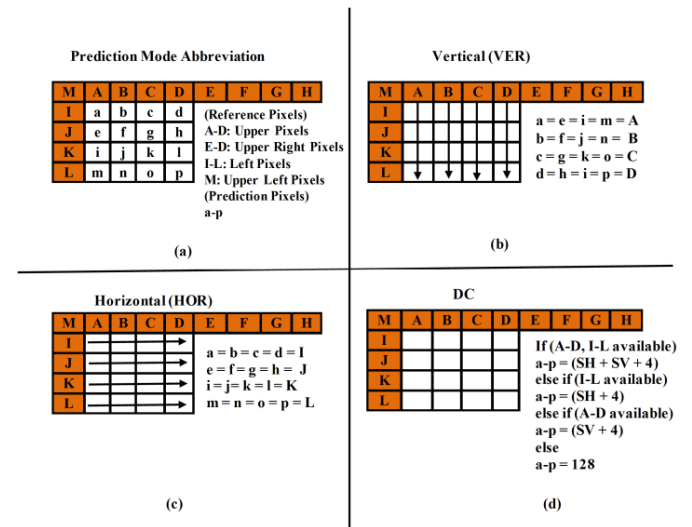 Prediction Mode Abbreviation
M A B C D E F G H
I a b c d
J e f g h
K i j k l
L m n o p
(Reference Pixels)
A-D: Upper Pixels
E-D: Upper Right Pixels
I-L: Left Pixels
M: Upper Left Pixels
(Prediction Pixels)
a-p
(a)
Vertical (VER)
M A B C D E F G H
I
J
K
L
a = e = i = m = A
b = f = j = n = B
c = g = k = o = C
d = h = i = p = D
(b)
Horizontal (HOR)
M A B C D E F G H
I
J
K
L
a = b = c = d = I
e = f = g = h = J
i = j = k = l = K
m = n = o = p = L
(c)
DC
M A B C D E F G H
I
J
K
L
If (A-D, I-L available)
a-p = (SH + SV + 4)
else if (I-L available)
a-p = (SH + 4)
else if (A-D available)
a-p = (SV + 4)
else
a-p = 128
(d)